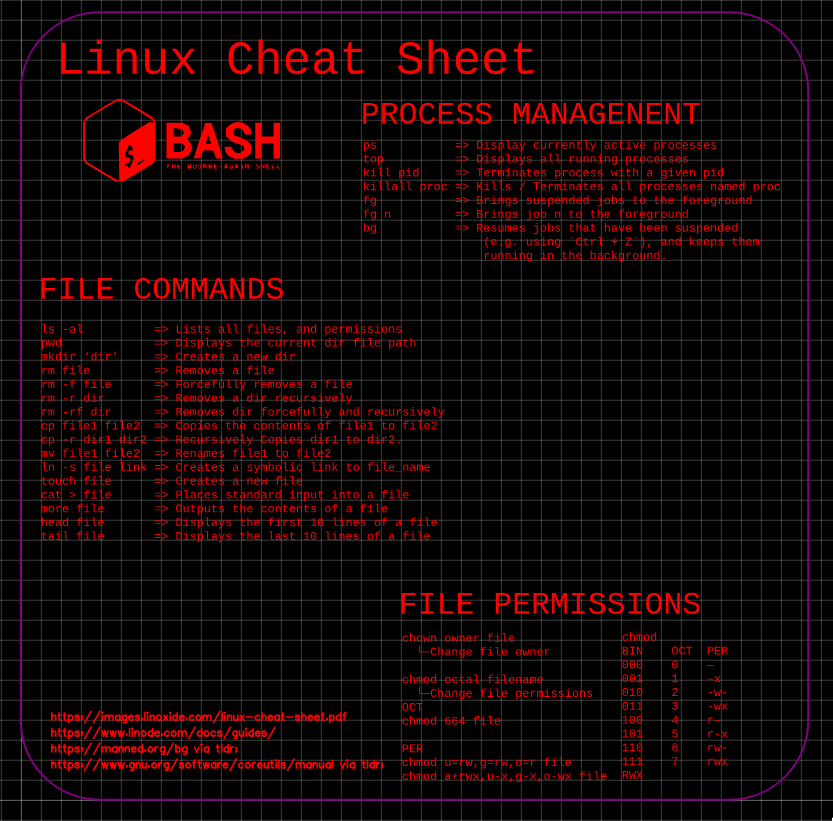 Linux Cheat Sheet
BASH
THE BOURNE-AGAIN SHELL
PROCESS MANAGENENT
ps => Display currently active processes
top => Displays all running processes
kill pid => Terminates process with a given pid
killall proc => Kills / Terminates all processes named proc
fg => Brings suspended jobs to the foreground
fg n => Brings job n to the foreground
bg => Resumes jobs that have been suspended
(e.g. using `Ctrl + Z`), and keeps them
running in the background.
FILE COMMANDS
ls -al => Lists all files, and permissions
pwd => Displays the current dir file path
mkdir ‘dir’ => Creates a new dir
rm file => Removes a file
rm -f file => Forcefully removes a file
rm -r dir => Removes a dir recursively
rm -rf dir => Removes dir forcefully and recursively
cp file1 file2 => Copies the contents of file1 to file2
cp -r dir1 dir2 => Recursively Copies dir1 to dir2.
mv file1 file2 => Renames file1 to file2
ln -s file link => Creates a symbolic link to file_name
touch file => Creates a new file
cat > file => Places standard input into a file
more file => Outputs the contents of a file
head file => Displays the first 10 lines of a file
tail file => Displays the last 10 lines of a file
FILE PERMISSIONS
chown owner file
└─Change file owner
chmod octal filename
└─Change file permissions
OCT
chmod 664 file
PER
chmod u=rw,g=rw,o=r file
chmod a+rwx,u-x,g-x,o-wx file
chmod
BIN OCT PER
000 0 —
001 1 –x
010 2 -w-
011 3 -wx
100 4 r–
101 5 r-x
110 6 rw-
111 7 rwx
RWX
https://images.linoxide.com/linux-cheat-sheet.pdf
https://www.linode.com/docs/guides/
https://manned.org/bg via tldr;
https://www.gnu.org/software/coreutils/manual via tldr;